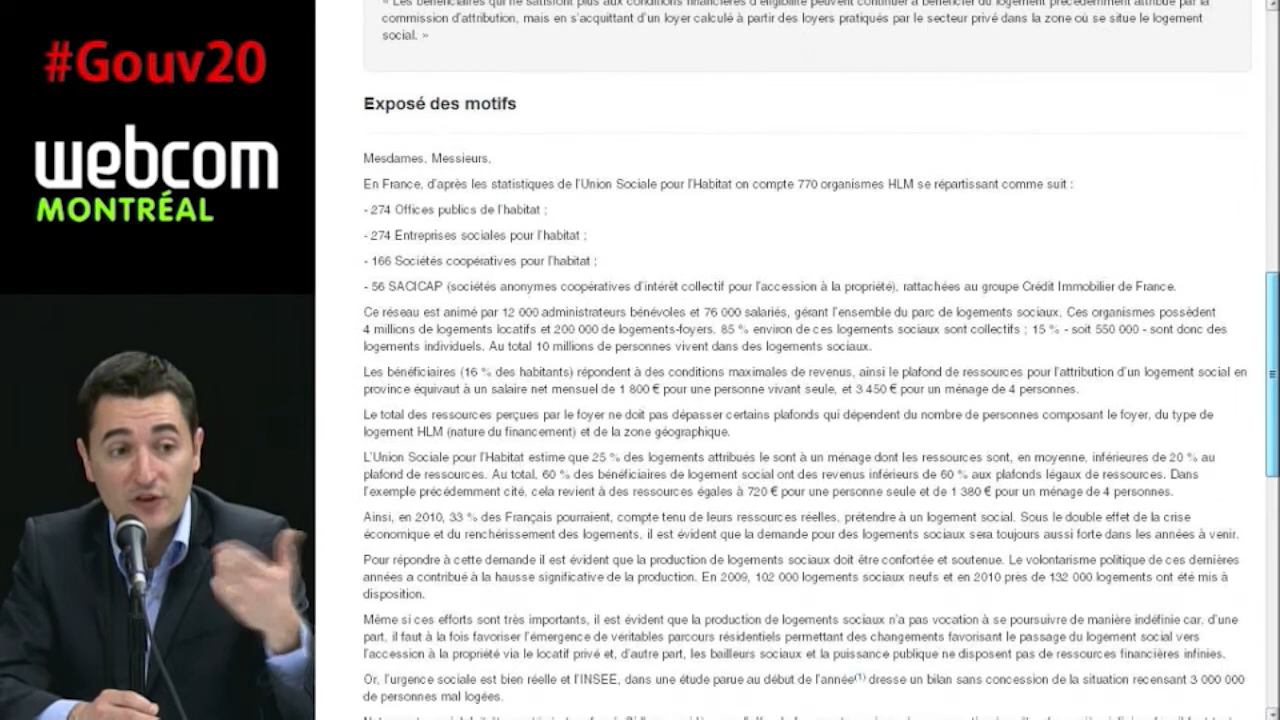 #Gouv20
webcom
MONTRÉAL
« Les bénéficiaires qui ne satisfont plus aux conditions financières d'éligibilité peuvent continuer à bénéficier du logement précédemment attribué par la
commission d'attribution, mais en s'acquittant d'un loyer calculé à partir des loyers pratiqués par le secteur privé dans la zone où se situe le logement
social. »
Exposé des motifs
Mesdames, Messieurs,
En France, d'après les statistiques de l'Union Sociale pour l'Habitat on compte 770 organismes HLM se répartissant comme suit :
- 274 Offices publics de l'habitat ;
- 274 Entreprises sociales pour l'habitat ;
- 166 Sociétés coopératives pour l'habitat ;
- 56 SACICAP (sociétés anonymes coopératives d'intérêt collectif pour l'accession à la propriété), rattachées au groupe Crédit Immobilier de France.
Ce réseau est animé par 12 000 administrateurs bénévoles et 76 000 salariés, gérant l'ensemble du parc de logements sociaux. Ces organismes possèdent
4 millions de logements locatifs et 200 000 de logements-foyers. 85 % environ de ces logements sociaux sont collectifs ; 15 % - soit 550 000 - sont donc des
logements individuels. Au total 10 millions de personnes vivent dans des logements sociaux.
Les bénéficiaires (16 % des habitants) répondent à des conditions maximales de revenus, ainsi le plafond de ressources pour l'attribution d'un logement social en
province équivaut à un salaire net mensuel de 1 800 € pour une personne vivant seule, et 3 450 € pour un ménage de 4 personnes.
Le total des ressources perçues par le foyer ne doit pas dépasser certains plafonds qui dépendent du nombre de personnes composant le foyer, du type de
logement HLM (nature du financement) et de la zone géographique.
L'Union Sociale pour l'Habitat estime que 25 % des logements attribués le sont à un ménage dont les ressources sont, en moyenne, inférieures de 20 % au
plafond de ressources. Au total, 60 % des bénéficiaires de logement social ont des revenus inférieurs de 60 % aux plafonds légaux de ressources. Dans
l'exemple précédemment cité, cela revient à des ressources égales à 720 € pour une personne seule et de 1 380 € pour un ménage de 4 personnes.
Ainsi, en 2010, 33 % des Français pourraient, compte tenu de leurs ressources réelles, prétendre à un logement social. Sous le double effet de la crise
économique et du renchérissement des logements, il est évident que la demande pour des logements sociaux sera toujours aussi forte dans les années à venir.
Pour répondre à cette demande il est évident que la production de logements sociaux doit être confortée et soutenue. Le volontarisme politique de ces dernières
années a contribué à la hausse significative de la production. En 2009, 102 000 logements sociaux neufs et en 2010 près de 132 000 logements ont été mis à
disposition.
Même si ces efforts sont très importants, il est évident que la production de logements sociaux n'a pas vocation à se poursuivre de manière indéfinie car, d'une
part, il faut à la fois favoriser l'émergence de veritables parcours résidentiels permettant des changements favorisant le passage du logement social vers
l'accession à la propriété via le locatif privé et, d'autre part, les bailleurs sociaux et la puissance publique ne disposent pas de ressources financières infinies.
Or, l'urgence sociale est bien réelle et l'INSEE, dans une étude parue au début de l'année(1) dresse un bilan sans concession de la situation recensant 3 000 000
de personnes mal logées.